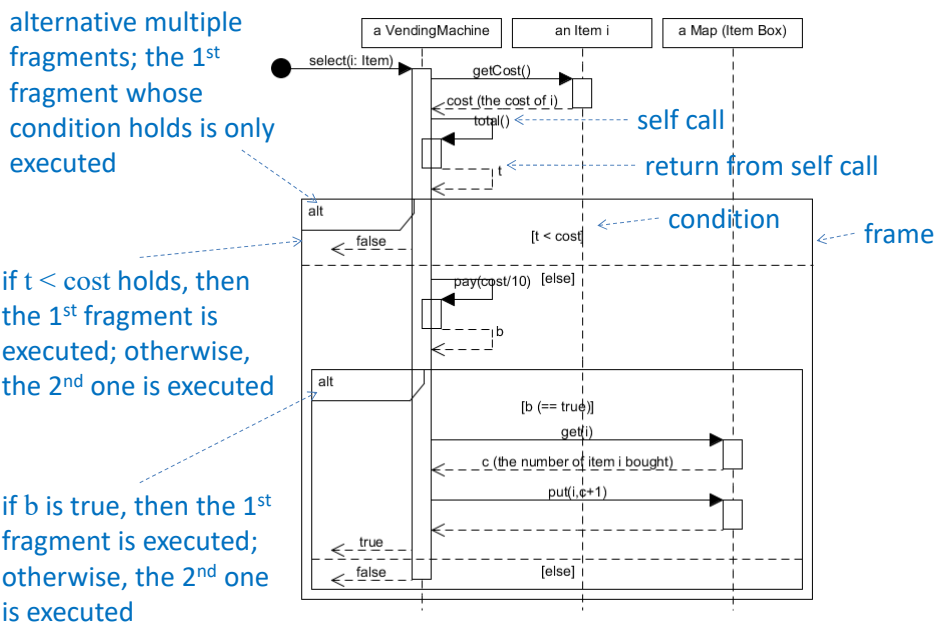 alternative multiple
fragments; the 1st
fragment whose
condition holds is only
executed
a VendingMachine
an Item i
a Map (Item Box)
select(i: Item)
getCost()
cost (the cost of i)
total()
self call
t
return from self call
alt
[t < cost]
condition
frame
false
if t < cost holds, then
the 1st fragment is
executed; otherwise,
the 2nd one is executed
pay(cost/10)
[else]
b
alt
[b (== true)]
get(i)
c (the number of item i bought)
put(i,c+1)
if b is true, then the 1st
fragment is executed;
otherwise, the 2nd one
is executed
true
false
[else]